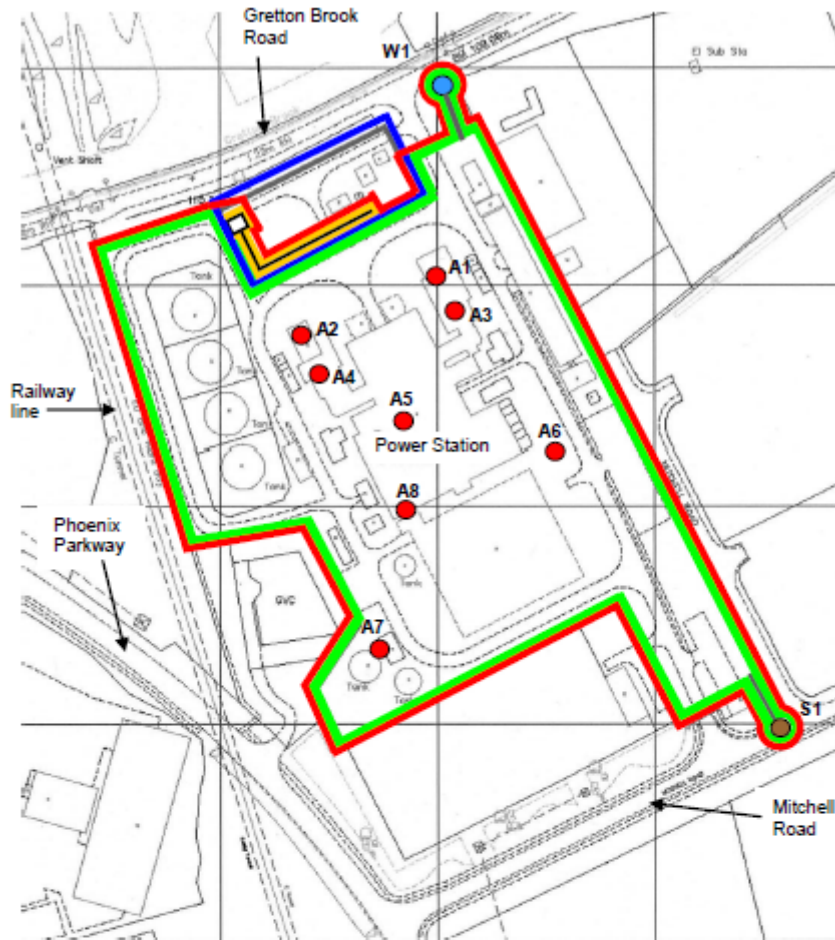 Gretton Brook
Road
W1
El Sub Sta
Vent Shaft
Tank
A1
A3
A2
A4
Tank
A5
Railway
line
Tank
Power Station
A6
Tank
Tunnel
A8
Phoenix
Parkway
GVC
Tank
A7
Tank
S1
Mitchell
Road